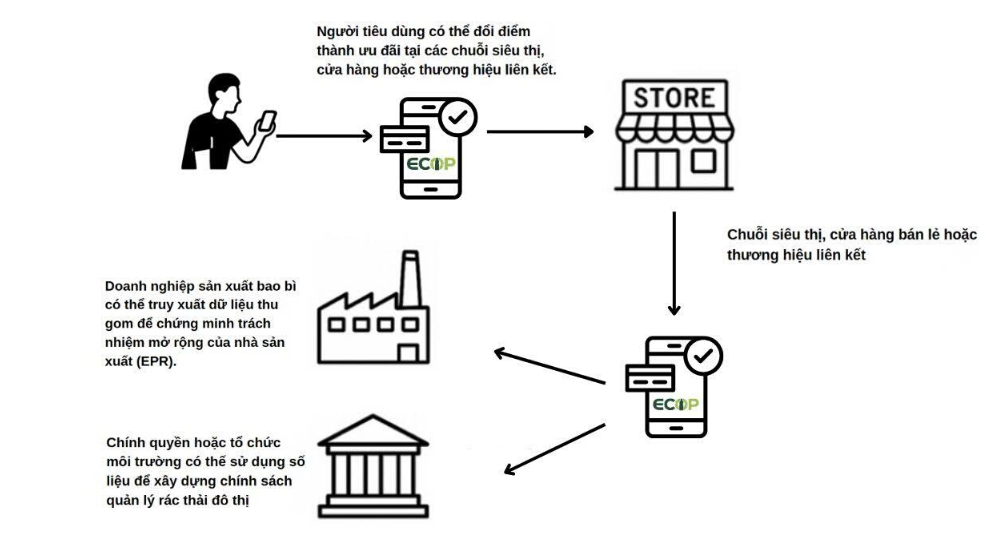 Người tiêu dùng có thể đổi điểm
thành ưu đãi tại các chuỗi siêu thị,
cửa hàng hoặc thương hiệu liên kết.
ECOP
STORE
Chuỗi siêu thị, cửa hàng bán lẻ hoặc
thương hiệu liên kết
Doanh nghiệp sản xuất bao bì
có thể truy xuất dữ liệu thu
gom để chứng minh trách
nhiệm mở rộng của nhà sản
xuất (EPR).
ECOP
Chính quyền hoặc tổ chức
môi trường có thể sử dụng số
liệu để xây dựng chính sách
quản lý rác thải đô thị